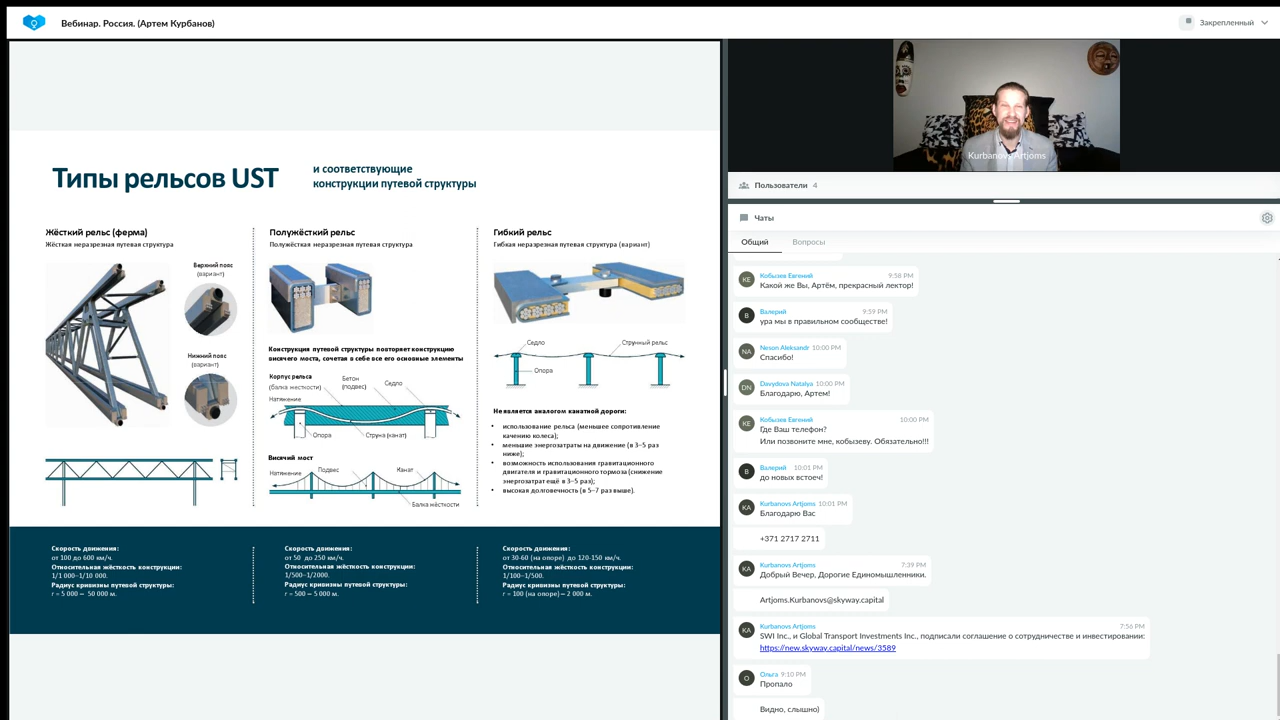 Вебинар. Россия. (Артем Курбанов)
Закрепленный
Типы рельсов UST
и соответствующие
конструкции путевой структуры
Жёсткий рельс (ферма)
Жёсткая неразрезная путевая структура
Верхний пояс
(вариант)
Нижний пояс
(вариант)
Полужёсткий рельс
Полужёсткая неразрезная путевая структура
Конструкция путевой структуры повторяет конструкцию
висячего моста, сочетая в себе все его основные элементы
Корпус рельса
(балка жесткости)
Бетон
(подвес)
Седло
Натяжение
Опора
Струна (канат)
Висячий мост
Натяжение
Подвес
Канат
Балка жёсткости
Гибкий рельс
Гибкая неразрезная путевая структура (вариант)
Седло
Струнный рельс
Опора
Не является аналогом канатной дороги:
• использование рельса (меньшее сопротивление
качению колеса);
• меньшие энергозатраты на движение (в 3–5 раз
ниже);
• возможность использования гравитационного
двигателя и гравитационного тормоза (снижение
энергозатрат ещё в 3–5 раз);
• высокая долговечность (в 5–7 раз выше).
Скорость движения:
от 100 до 600 км/ч.
Относительная жёсткость конструкции:
1/1 000–1/10 000.
Радиус кривизны путевой структуры:
r = 5 000 – 50 000 м.
Скорость движения:
от 50 до 250 км/ч.
Относительная жёсткость конструкции:
1/500–1/2000.
Радиус кривизны путевой структуры:
r = 500 – 5 000 м.
Скорость движения:
от 30-60 (на опоре) до 120-150 км/ч.
Относительная жёсткость конструкции:
1/100–1/500.
Радиус кривизны путевой структуры:
r = 100 (на опоре) – 2 000 м.
Kurbanovs Artjoms
Пользователи 4
Чаты
Общий Вопросы
KE Кобызев Евгений 9:58 PM
Какой же Вы, Артём, прекрасный лектор!
В Валерий 9:59 PM
ура мы в правильном сообществе!
NA Neson Aleksandr 10:00 PM
Спасибо!
DN Davydova Natalya 10:00 PM
Благодарю, Артем!
KE Кобызев Евгений 10:00 PM
Где Ваш телефон?
Или позвоните мне, кобызеву. Обязательно!!!
В Валерий 10:01 PM
до новых встоеч!
KA Kurbanovs Artjoms 10:01 PM
Благодарю Вас
+371 2717 2711
KA Kurbanovs Artjoms 7:39 PM
Добрый Вечер, Дорогие Единомышленники.
Artjoms.Kurbanovs@skyway.capital
KA Kurbanovs Artjoms 7:56 PM
SWI Inc., и Global Transport Investments Inc., подписали соглашение о сотрудничестве и инвестировании:
https://new.skyway.capital/news/3589
О Ольга 9:10 PM
Пропало
Видно, слышно)